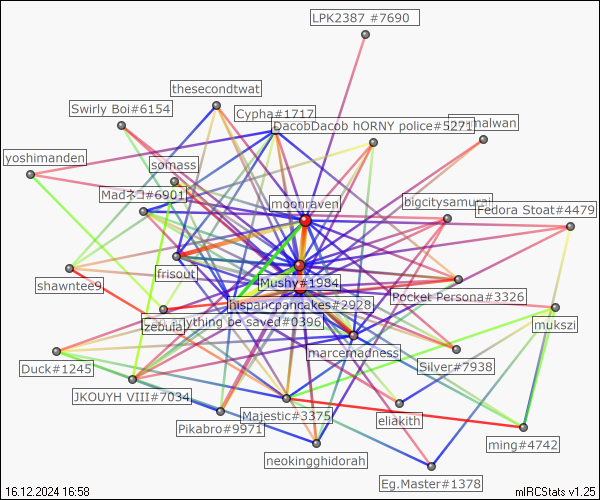 LPK2387 #7690
thesecondtwat
Swirly Boi#6154
Cypha#1717
DacobDacob hORNY police#5271
malwan
yoshimanden
somass
Madネコ#6901
moonraven
bigcitysamurai
Fedora Stoat#4479
frisout
shawntee9
Mushy#1984
Pocket Persona#3326
hispancpancakes#2928
ything be saved#0396
zebula
mukszi
marcemadness
Duck#1245
Silver#7938
JKOUYH VIII#7034
Majestic#3375
eliakith
Pikabro#9971
ming#4742
neokingghidorah
Eg.Master#1378
16.12.2024 16:58
mIRCStats v1.25